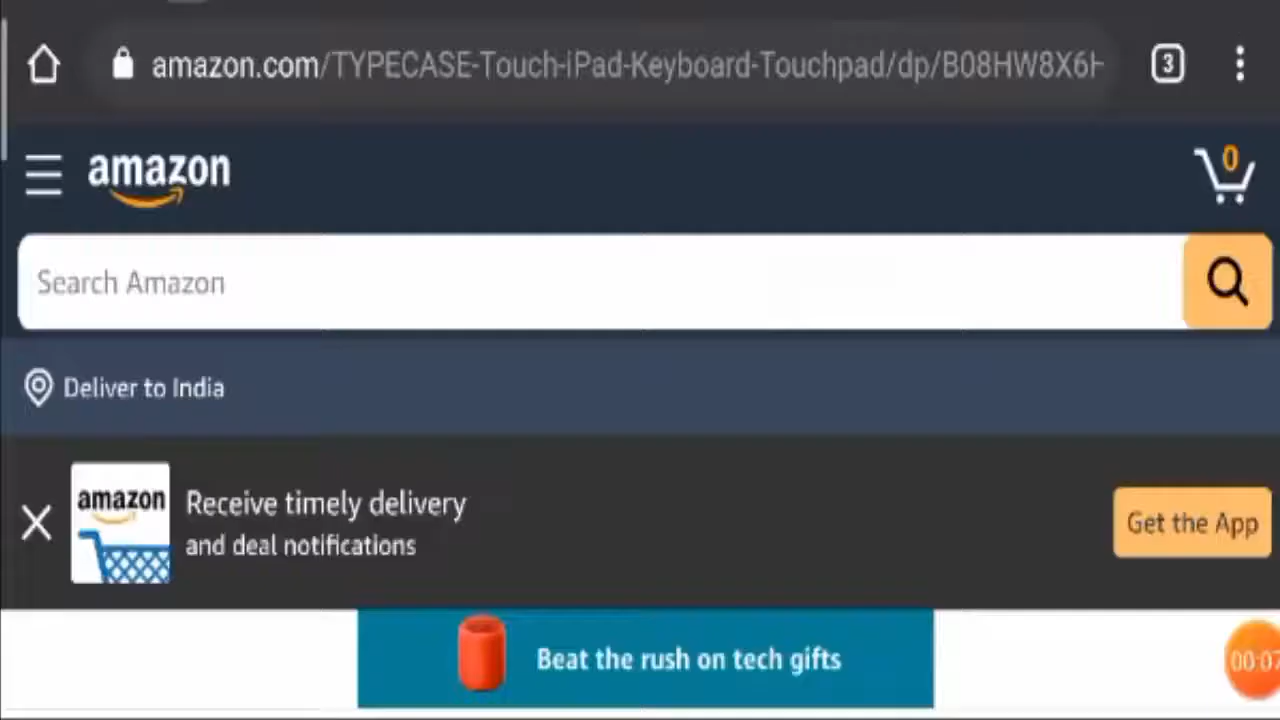 amazon.com/TYPECASE-Touch-iPad-Keyboard-Touchpad/dp/B08HW8X6H
3
amazon
0
Search Amazon
Deliver to India
amazon
Receive timely delivery
and deal notifications
Get the App
Beat the rush on tech gifts
00:07